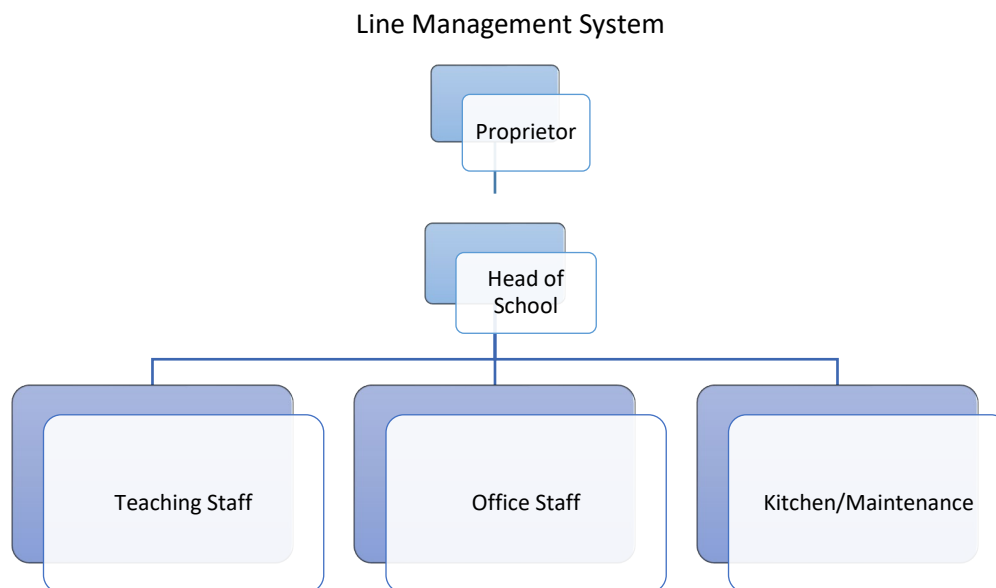 Line Management System
Proprietor
Head of
School
Teaching Staff
Office Staff
Kitchen/Maintenance